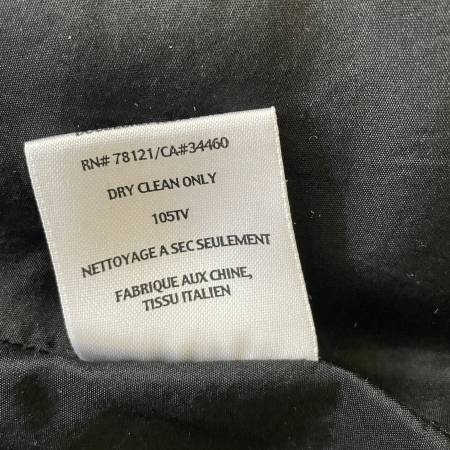 RN# 78121/CA#34460
DRY CLEAN ONLY
105TV
NETTOYAGE A SEC SEULEMENT
FABRIQUE AUX CHINE,
TISSU ITALIEN